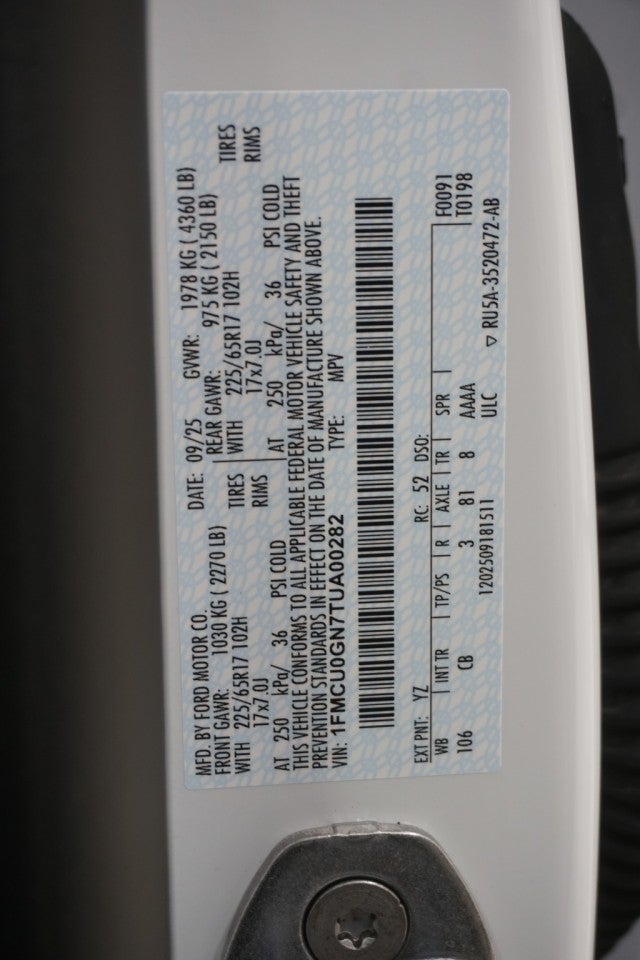 MFD. BY FORD MOTOR CO. DATE: 09/25 GVWR: 1978 KG ( 4360 LB)
FRONT GAWR: 1030 KG ( 2270 LB) REAR GAWR: 975 KG ( 2150 LB)
WITH 225/65R17 102H TIRES WITH 225/65R17 102H TIRES
17x7.0J RIMS 17x7.0J RIMS
AT 250 kPa/ 36 PSI COLD AT 250 kPa/ 36 PSI COLD
THIS VEHICLE CONFORMS TO ALL APPLICABLE FEDERAL MOTOR VEHICLE SAFETY AND THEFT
PREVENTION STANDARDS IN EFFECT ON THE DATE OF MANUFACTURE SHOWN ABOVE.
VIN: 1FMCU0GN7TUA00282 TYPE: MPV
EXT PNT: YZ RC: 52 DSO: F0091
WB INT TR TP/PS R AXLE TR SPR T0198
106 CB 3 81 8 AAAA
ULC ▽ RU5A-3520472-AB
1202509181511